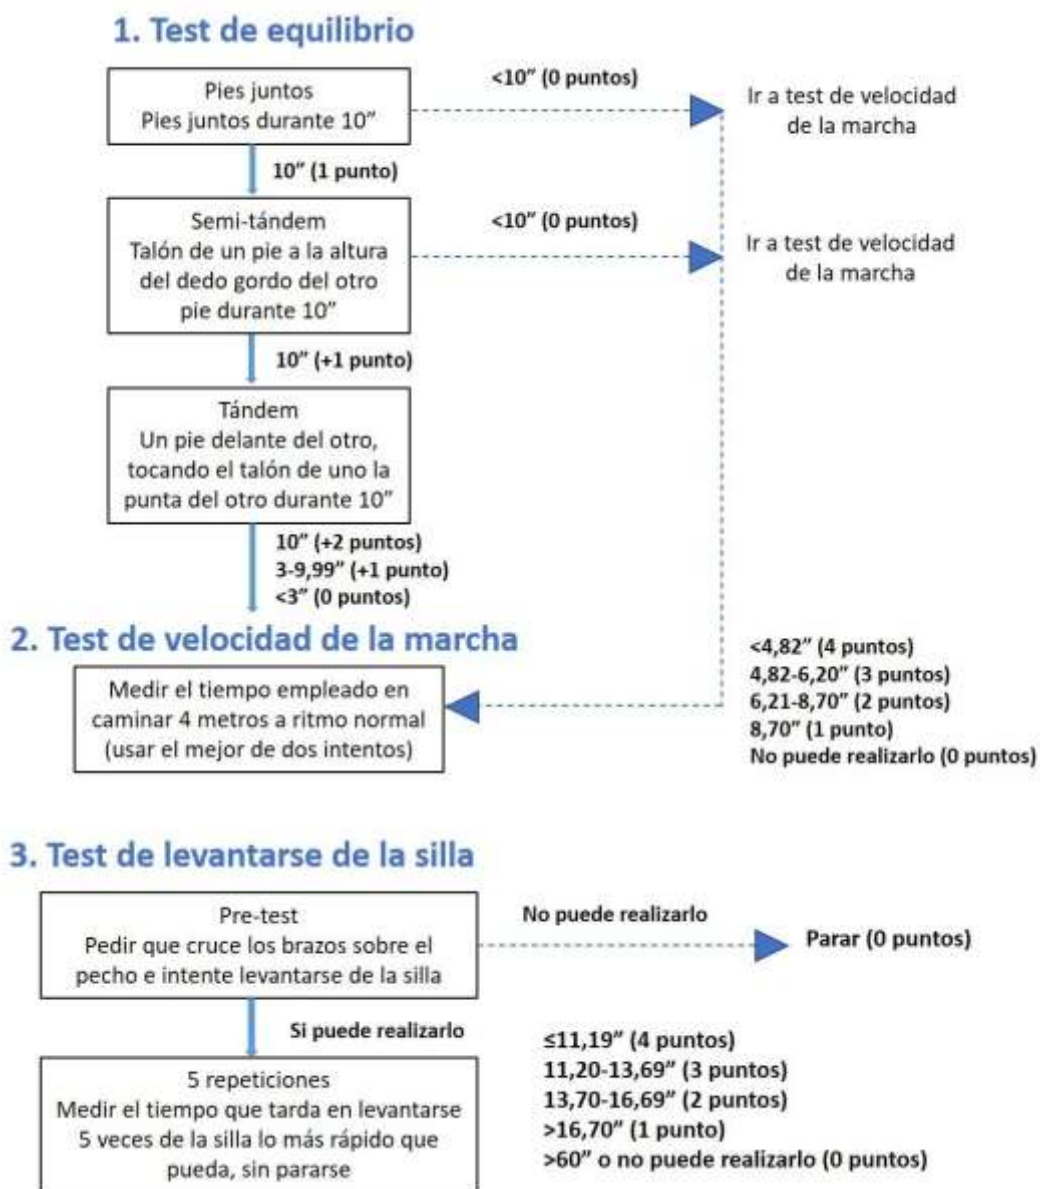 1. Test de equilibrio
Pies juntos
Pies juntos durante 10”
<10” (0 puntos)
Ir a test de velocidad
de la marcha
10” (1 punto)
Semi-tándem
Talón de un pie a la altura
del dedo gordo del otro
pie durante 10”
<10” (0 puntos)
Ir a test de velocidad
de la marcha
10” (+1 punto)
Tándem
Un pie delante del otro,
tocando el talón de uno la
punta del otro durante 10”
10” (+2 puntos)
3-9,99” (+1 punto)
<3” (0 puntos)
2. Test de velocidad de la marcha
Medir el tiempo empleado en
caminar 4 metros a ritmo normal
(usar el mejor de dos intentos)
<4,82” (4 puntos)
4,82-6,20” (3 puntos)
6,21-8,70” (2 puntos)
8,70” (1 punto)
No puede realizarlo (0 puntos)
3. Test de levantarse de la silla
Pre-test
Pedir que cruce los brazos sobre el
pecho e intente levantarse de la silla
No puede realizarlo
Parar (0 puntos)
Si puede realizarlo
5 repeticiones
Medir el tiempo que tarda en levantarse
5 veces de la silla lo más rápido que
pueda, sin pararse
≤11,19” (4 puntos)
11,20-13,69” (3 puntos)
13,70-16,69” (2 puntos)
>16,70” (1 punto)
>60” o no puede realizarlo (0 puntos)